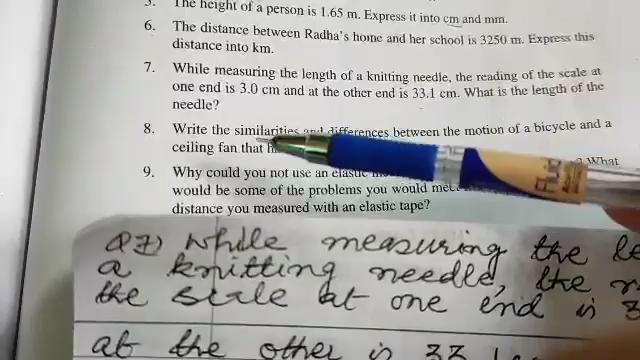 5. The height of a person is 1.65 m. Express it into cm and mm.
6. The distance between Radha's home and her school is 3250 m. Express this
distance into km.
7. While measuring the length of a knitting needle, the reading of the scale at
one end is 3.0 cm and at the other end is 33.1 cm. What is the length of the
needle?
8. Write the similarities and differences between the motion of a bicycle and a
ceiling fan that
9. Why could you not use an elastic What
would be some of the problems you would meet
distance you measured with an elastic tape?
Q7) While measuring the
a knitting needle, the
the scale at one end is
at the other is 33